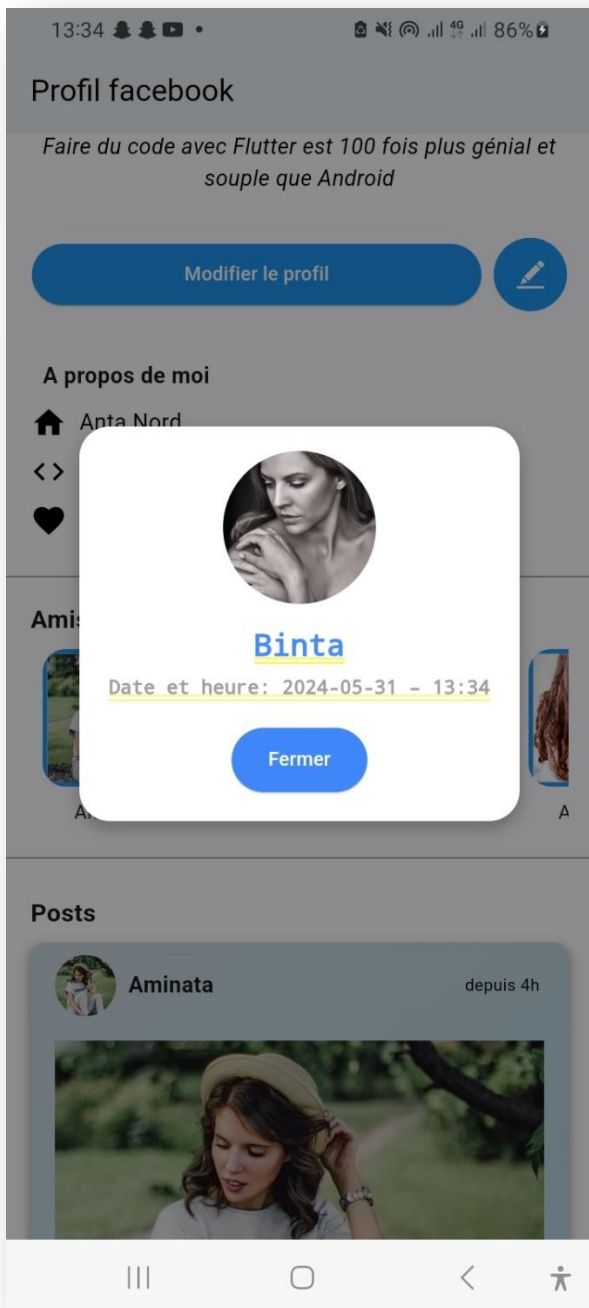 13:34
4G
86%
Profil facebook
Faire du code avec Flutter est 100 fois plus génial et
souple que Android
Modifier le profil
A propos de moi
Anta Nord
Binta
Date et heure: 2024-05-31 – 13:34
Fermer
Posts
Aminata
depuis 4h